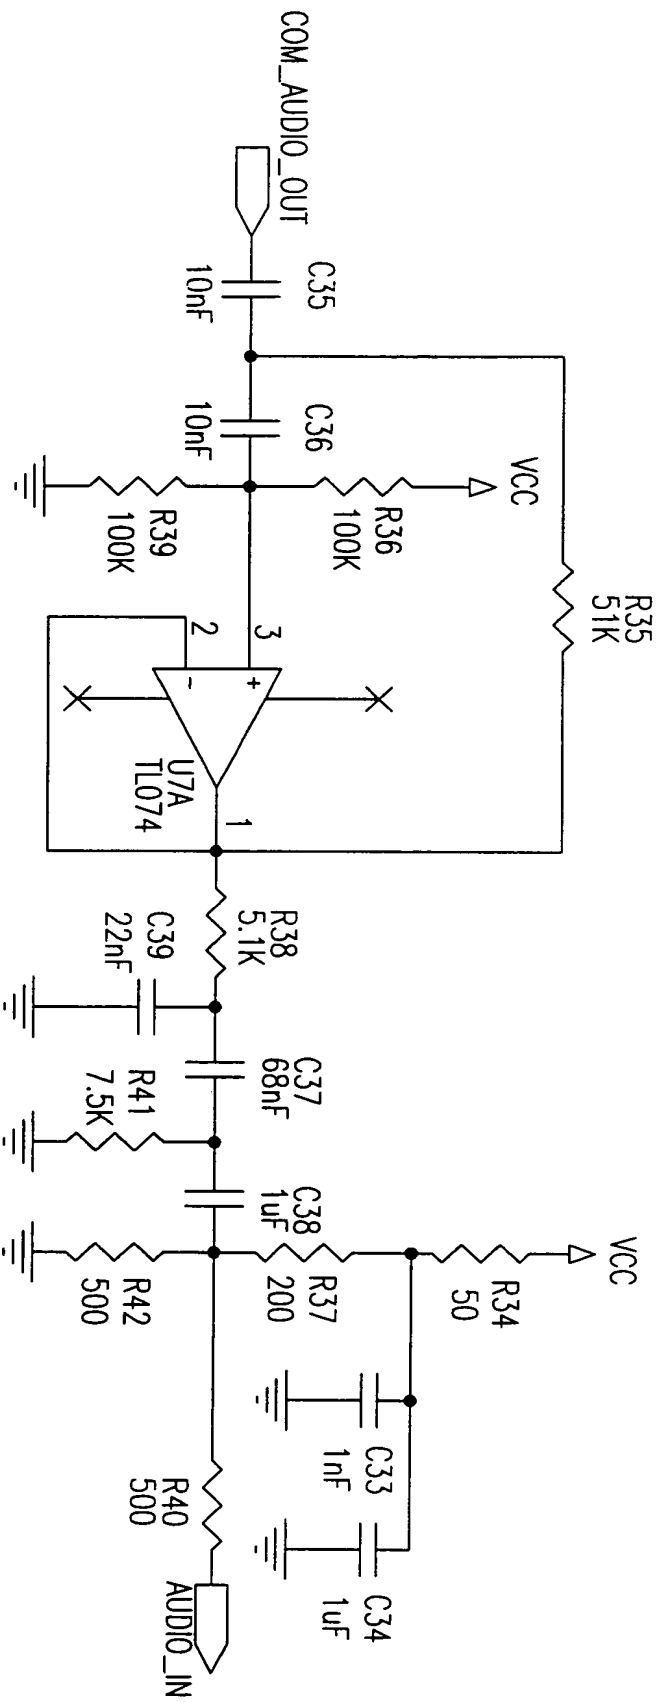 COM_AUDIO_OUT
C35
10nF
C36
10nF
VCC
R36
100K
R39
100K
R35
51K
3
2
+
-
1
U7A
TL074
R38
5.1K
C39
22nF
C37
68nF
R41
7.5K
C38
1uF
VCC
R34
50
R37
200
R42
500
C33
1nF
C34
1uF
R40
500
AUDIO_IN